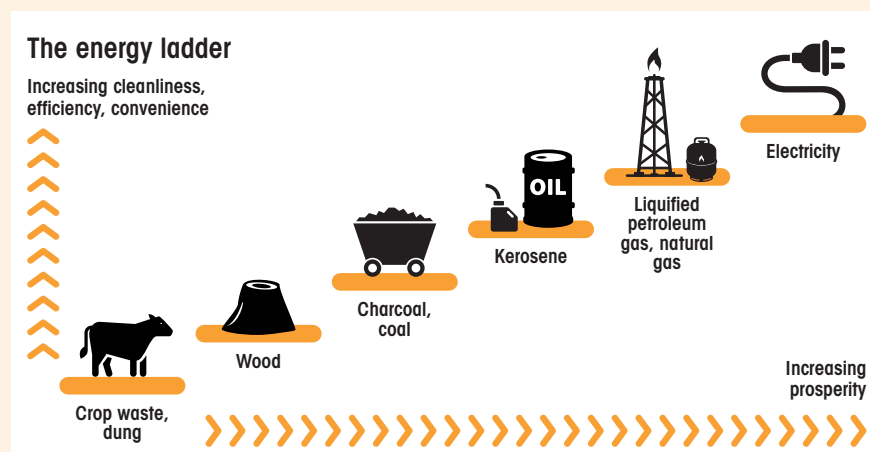 The energy ladder
Increasing cleanliness,
efficiency, convenience
Electricity
OIL
Liquified
petroleum
gas, natural
gas
Kerosene
Charcoal,
coal
Wood
Increasing
prosperity
Crop waste,
dung